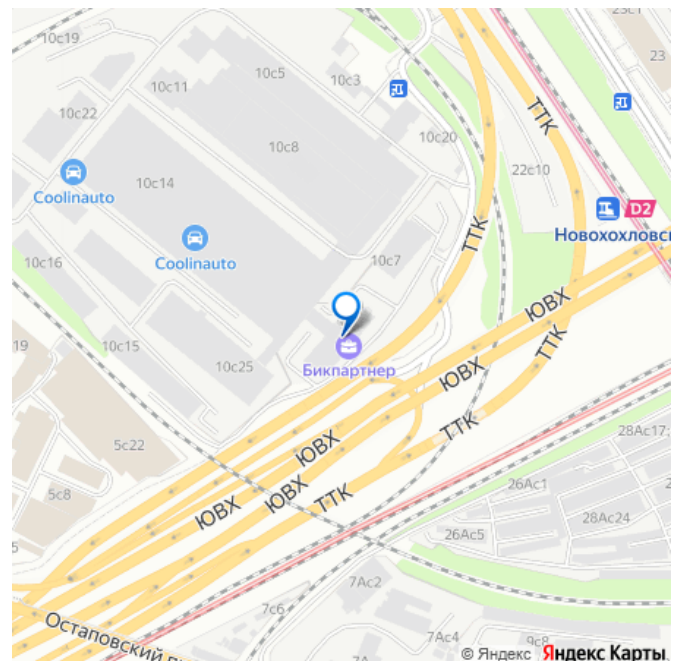 10с19
10с5
10с3
23с1
23
10с11
10с22
10с20
ТТК
10с8
22с10
10с14
D2
Coolinauto
Новохохловс
ТТК
Coolinauto
10с7
10с16
ЮВХ
ТТК
19
10с15
10с25
Бикпартнер
ЮВХ
5с22
ТТК
28Ас17
ЮВХ
26Ас1
5с8
ЮВХ
ТТК
28Ас24
ЮВХ
26Ас5
5
7Ас2
7с6
Остаповский п
7А
7Ас4
9с8
© Яндекс Яндекс Карты